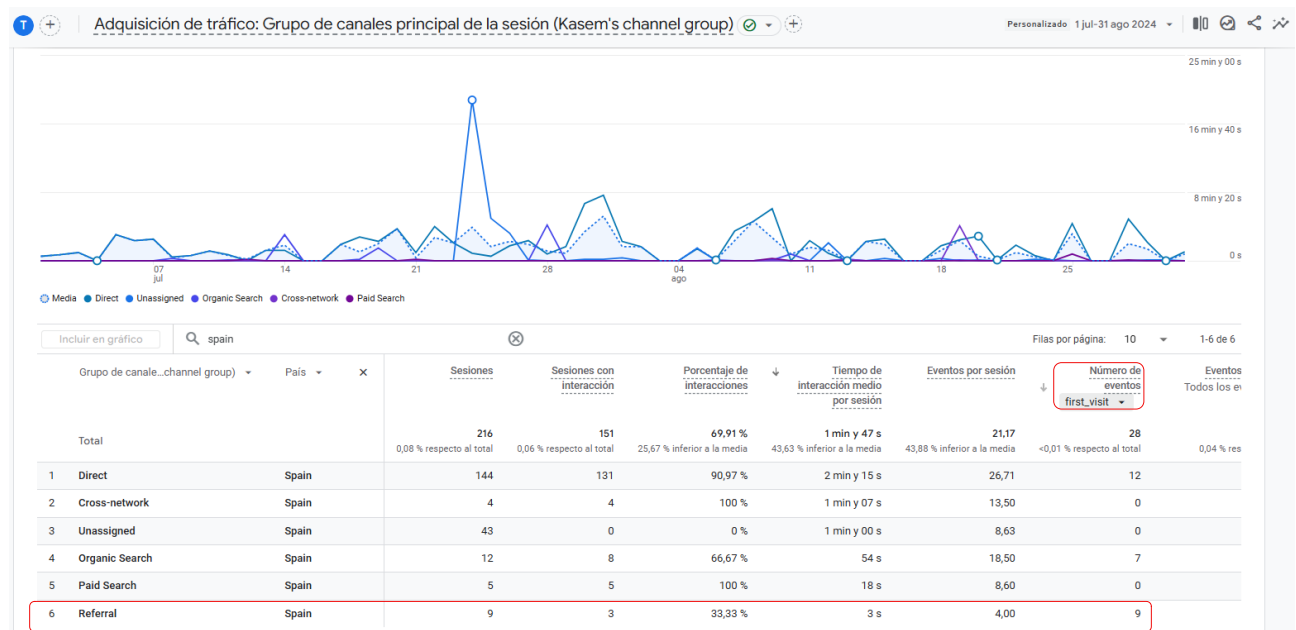 T
Adquisición de tráfico: Grupo de canales principal de la sesión (Kasem's channel group)
Personalizado 1 jul-31 ago 2024
25 min y 00 s
16 min y 40 s
8 min y 20 s
0 s
07 14 21 28 04 11 18 25
jul ago
Media Direct Unassigned Organic Search Cross-network Paid Search
Incluir en gráfico spain Filas por página: 10 1-6 de 6
Grupo de canale...channel group) País Sesiones Sesiones con interacción Porcentaje de interacciones Tiempo de interacción medio por sesión Eventos por sesión Número de eventos Eventos
first_visit Todos los ev
Total 216 151 69,91 % 1 min y 47 s 21,17 28
0,08 % respecto al total 0,06 % respecto al total 25,67 % inferior a la media 43,63 % inferior a la media 43,88 % inferior a la media <0,01 % respecto al total 0,04 % res
1 Direct Spain 144 131 90,97 % 2 min y 15 s 26,71 12
2 Cross-network Spain 4 4 100 % 1 min y 07 s 13,50 0
3 Unassigned Spain 43 0 0 % 1 min y 00 s 8,63 0
4 Organic Search Spain 12 8 66,67 % 54 s 18,50 7
5 Paid Search Spain 5 5 100 % 18 s 8,60 0
6 Referral Spain 9 3 33,33 % 3 s 4,00 9